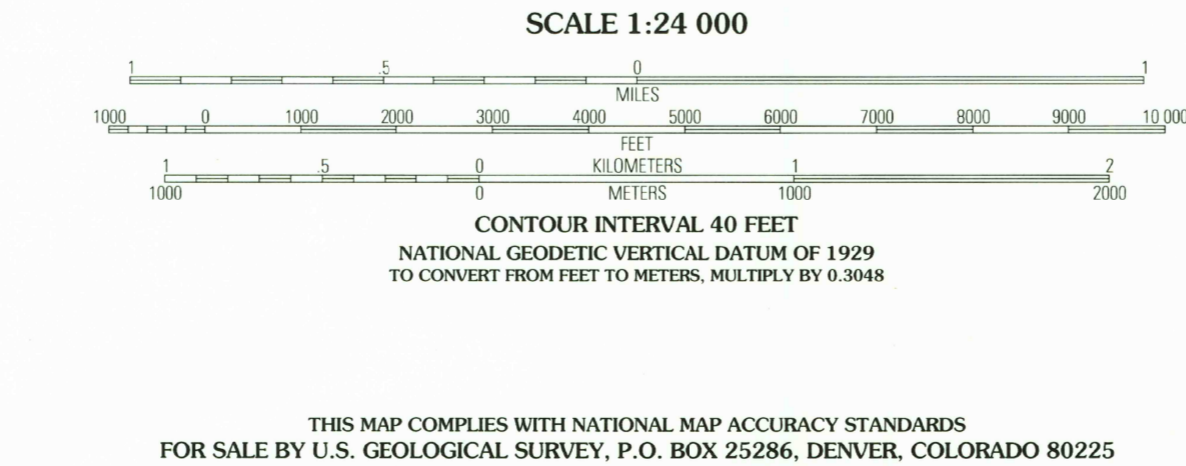 SCALE 1:24 000
1 .5 0 1
MILES
1000 0 1000 2000 3000 4000 5000 6000 7000 8000 9000 10 000
FEET
1 .5 0 KILOMETERS 1 2
1000 0 METERS 1000 2000
CONTOUR INTERVAL 40 FEET
NATIONAL GEODETIC VERTICAL DATUM OF 1929
TO CONVERT FROM FEET TO METERS, MULTIPLY BY 0.3048
THIS MAP COMPLIES WITH NATIONAL MAP ACCURACY STANDARDS
FOR SALE BY U.S. GEOLOGICAL SURVEY, P.O. BOX 25286, DENVER, COLORADO 80225